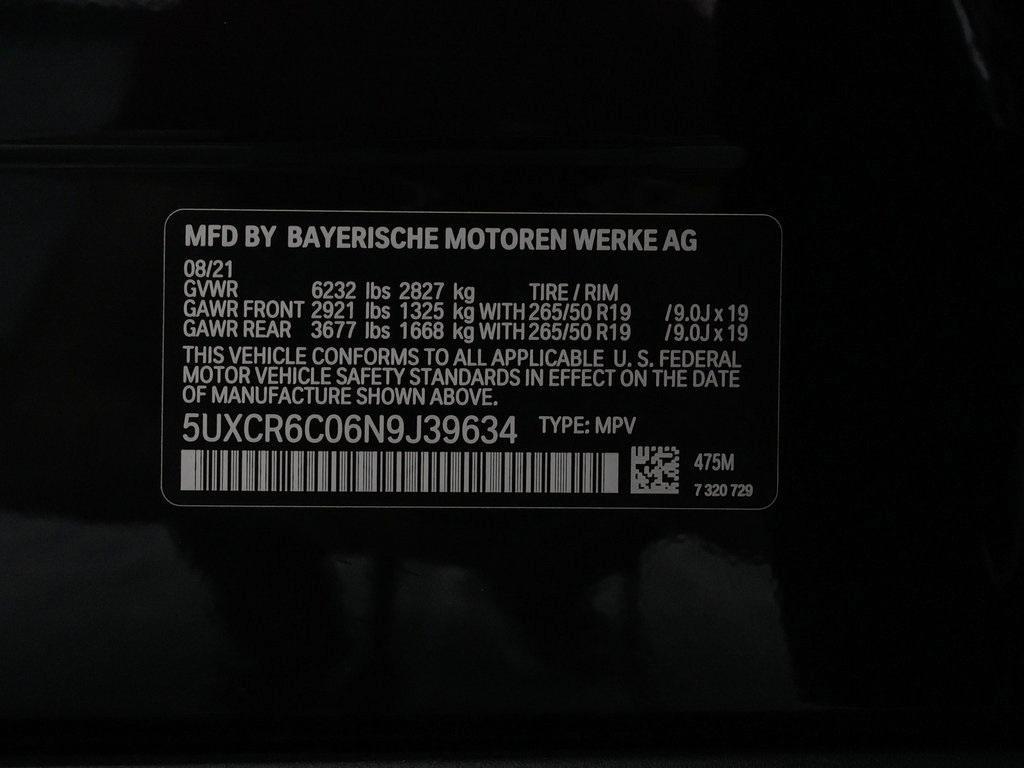 MFD BY BAYERISCHE MOTOREN WERKE AG
08/21
GVWR 6232 lbs 2827 kg TIRE / RIM
GAWR FRONT 2921 lbs 1325 kg WITH 265/50 R19 /9.0J x 19
GAWR REAR 3677 lbs 1668 kg WITH 265/50 R19 /9.0J x 19
THIS VEHICLE CONFORMS TO ALL APPLICABLE U. S. FEDERAL
MOTOR VEHICLE SAFETY STANDARDS IN EFFECT ON THE DATE
OF MANUFACTURE SHOWN ABOVE.
5UXCR6C06N9J39634 TYPE: MPV
475M
7 320 729